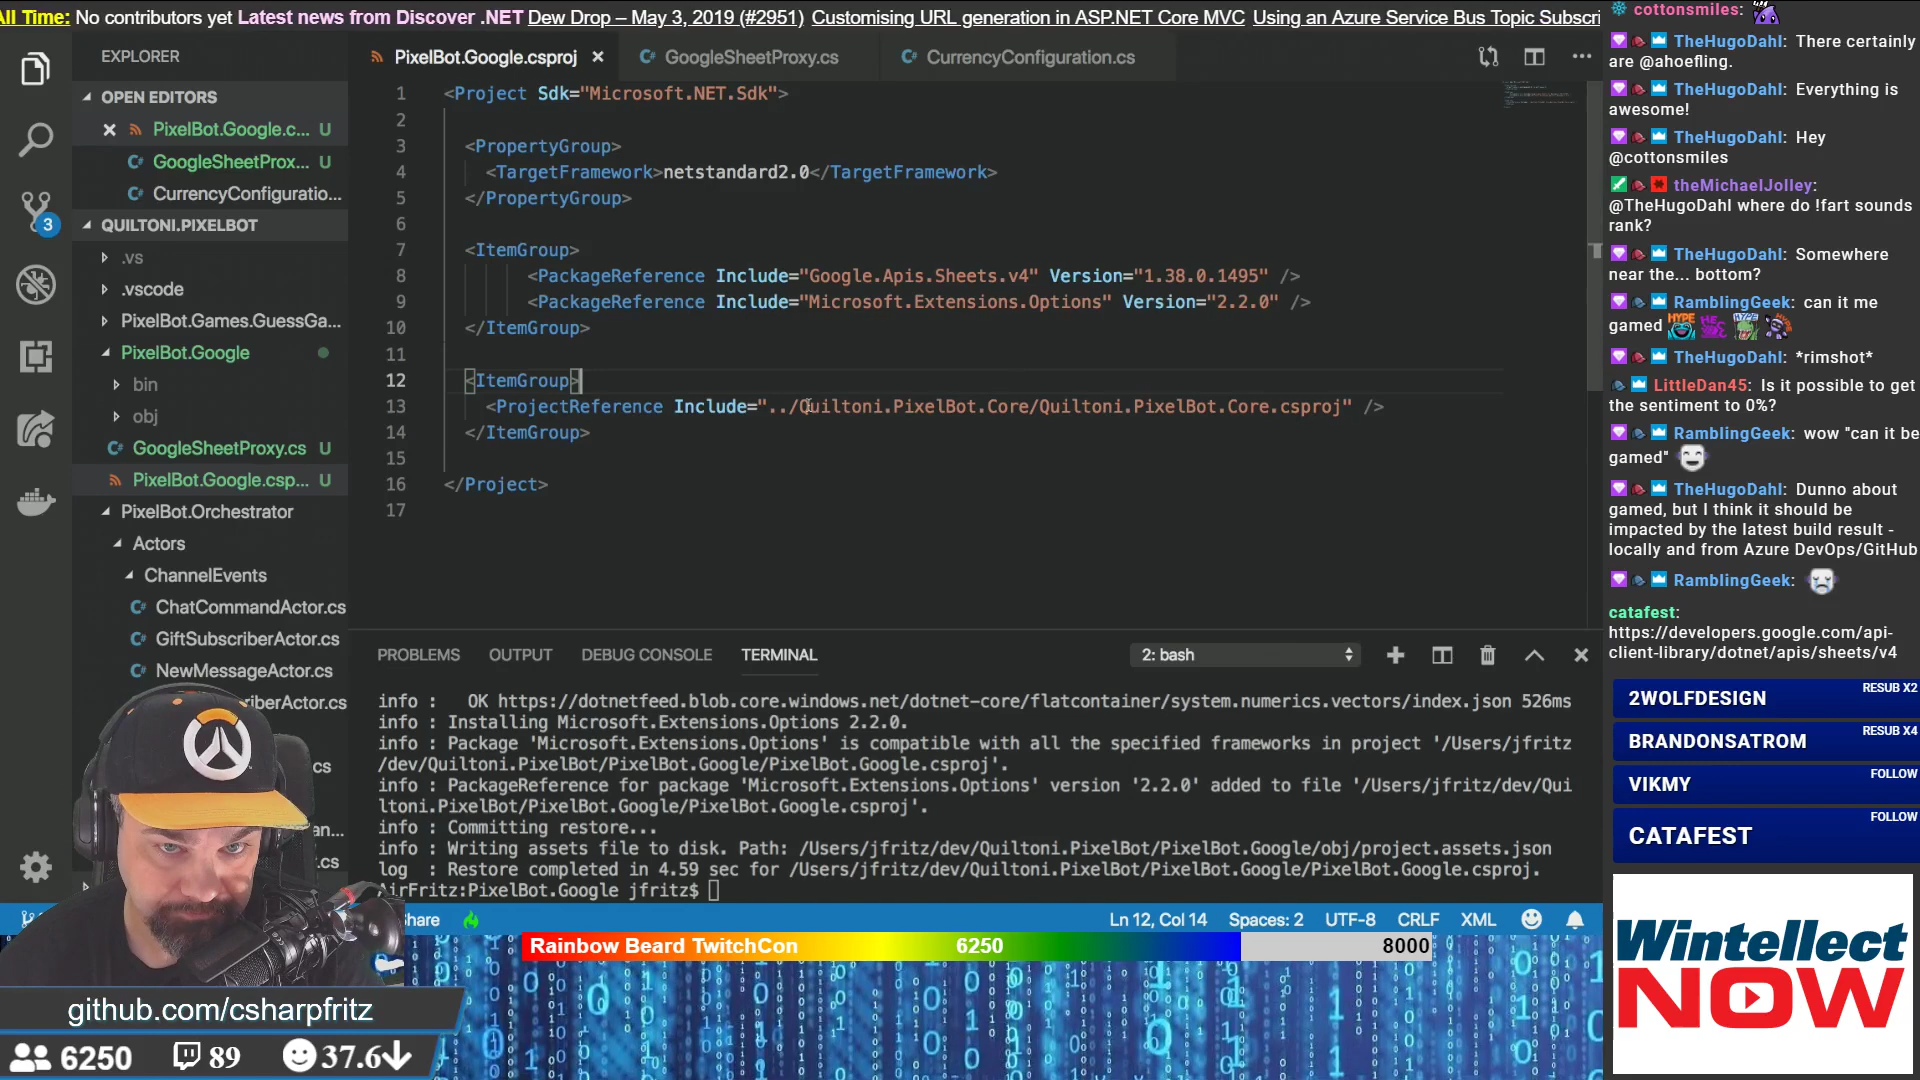 All Time: No contributors yet Latest news from Discover .NET Dew Drop – May 3, 2019 (#2951) Customising URL generation in ASP.NET Core MVC Using an Azure Service Bus Topic Subscri
EXPLORER
OPEN EDITORS
PixelBot.Google.c... U
GoogleSheetProx... U
CurrencyConfiguratio...
QUILTONI.PIXELBOT
.vs
.vscode
PixelBot.Games.GuessGa...
PixelBot.Google
bin
obj
GoogleSheetProxy.cs U
PixelBot.Google.csp... U
PixelBot.Orchestrator
Actors
ChannelEvents
ChatCommandActor.cs
GiftSubscriberActor.cs
NewMessageActor.cs
3
PixelBot.Google.csproj
GoogleSheetProxy.cs
CurrencyConfiguration.cs
1 <Project Sdk="Microsoft.NET.Sdk">
2
3 <PropertyGroup>
4 <TargetFramework>netstandard2.0</TargetFramework>
5 </PropertyGroup>
6
7 <ItemGroup>
8 <PackageReference Include="Google.Apis.Sheets.v4" Version="1.38.0.1495" />
9 <PackageReference Include="Microsoft.Extensions.Options" Version="2.2.0" />
10 </ItemGroup>
11
12 <ItemGroup>
13 <ProjectReference Include="../Quiltoni.PixelBot.Core/Quiltoni.PixelBot.Core.csproj" />
14 </ItemGroup>
15
16 </Project>
17
PROBLEMS OUTPUT DEBUG CONSOLE TERMINAL 2: bash
info : OK https://dotnetfeed.blob.core.windows.net/dotnet-core/flatcontainer/system.numerics.vectors/index.json 526ms
info : Installing Microsoft.Extensions.Options 2.2.0.
info : Package 'Microsoft.Extensions.Options' is compatible with all the specified frameworks in project '/Users/jfritz
/dev/Quiltoni.PixelBot/PixelBot.Google/PixelBot.Google.csproj'.
info : PackageReference for package 'Microsoft.Extensions.Options' version '2.2.0' added to file '/Users/jfritz/dev/Qui
ltoni.PixelBot/PixelBot.Google/PixelBot.Google.csproj'.
info : Committing restore...
info : Writing assets file to disk. Path: /Users/jfritz/dev/Quiltoni.PixelBot/PixelBot.Google/obj/project.assets.json
log : Restore completed in 4.59 sec for /Users/jfritz/dev/Quiltoni.PixelBot/PixelBot.Google/PixelBot.Google.csproj.
AirFritz:PixelBot.Google jfritz$
Ln 12, Col 14 Spaces: 2 UTF-8 CRLF XML
Rainbow Beard TwitchCon 6250 8000
github.com/csharpfritz
6250 89 37.6
cottonsmiles:
TheHugoDahl: There certainly
are @ahoefling.
TheHugoDahl: Everything is
awesome!
TheHugoDahl: Hey
@cottonsmiles
theMichaelJolley:
@TheHugoDahl where do !fart sounds
rank?
TheHugoDahl: Somewhere
near the... bottom?
RamblingGeek: can it me
gamed
TheHugoDahl: *rimshot*
LittleDan45: Is it possible to get
the sentiment to 0%?
RamblingGeek: wow "can it be
gamed"
TheHugoDahl: Dunno about
gamed, but I think it should be
impacted by the latest build result -
locally and from Azure DevOps/GitHub
RamblingGeek:
catafest:
https://developers.google.com/api-
client-library/dotnet/apis/sheets/v4
2WOLFDESIGN RESUB X2
BRANDONSATROM RESUB X4
VIKMY FOLLOW
CATAFEST FOLLOW
Wintellect
NOW